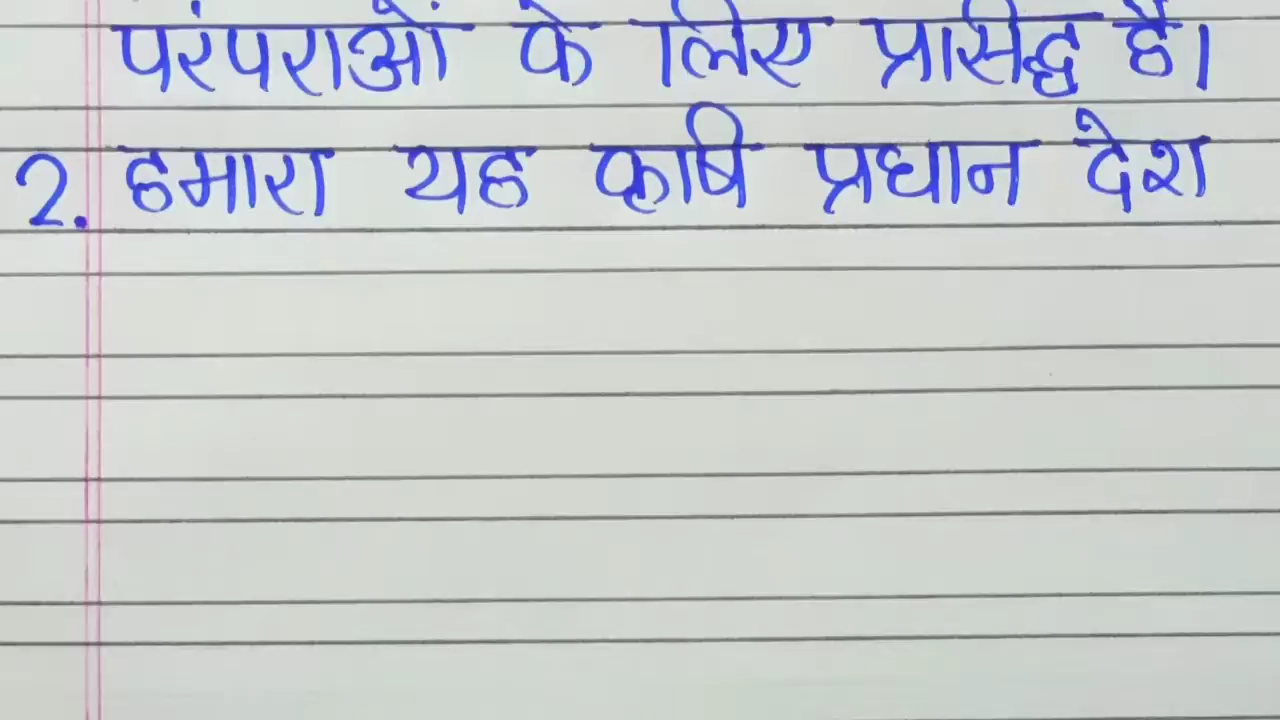 परंपराओं के लिए प्रसिद्ध है।
2. हमारा यह कृषि प्रधान देश